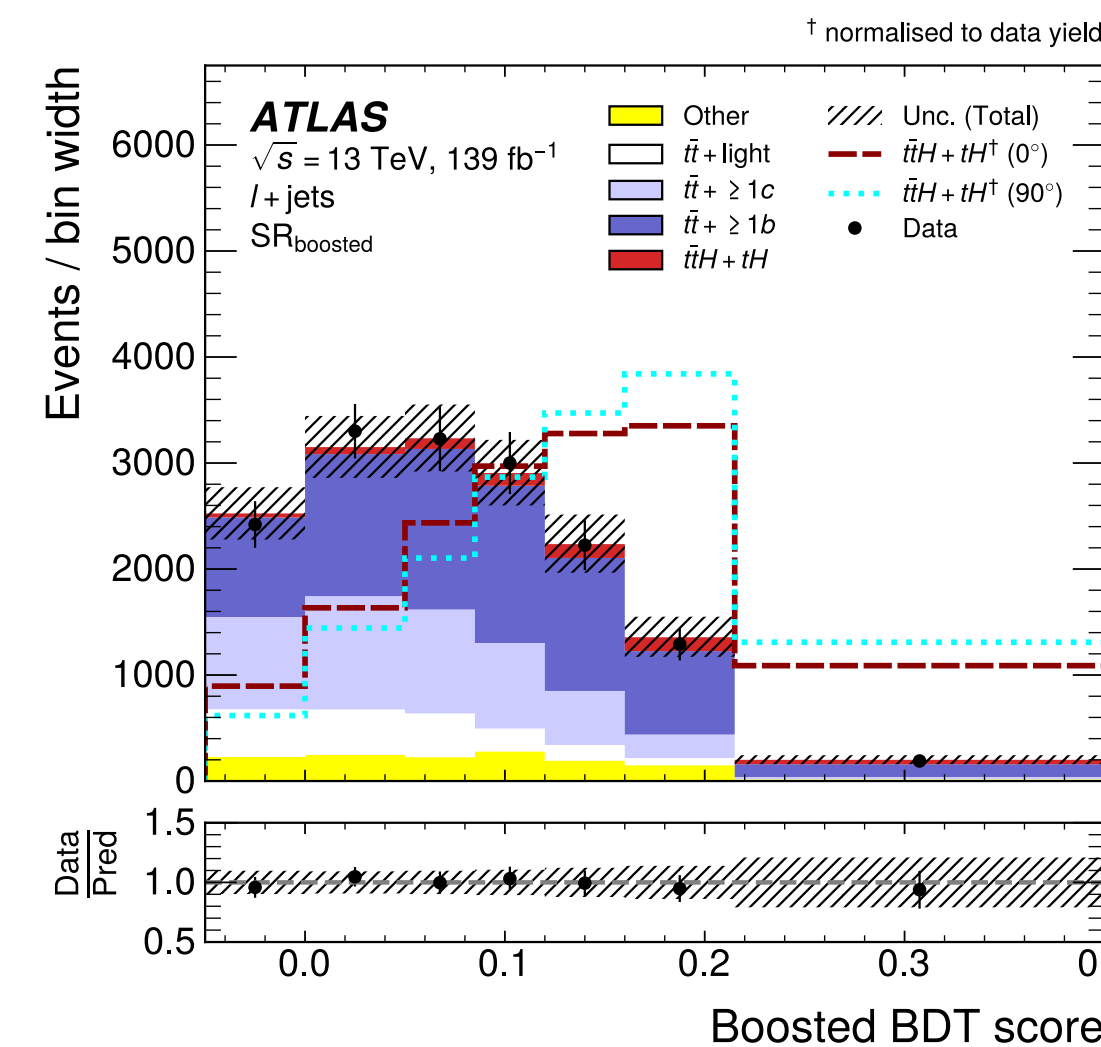 † normalised to data yield
Events / bin width
ATLAS
√s = 13 TeV, 139 fb⁻¹
l + jets
SR_boosted
Other
tt̄ + light
tt̄ + ≥ 1c
tt̄ + ≥ 1b
tt̄H + tH
Unc. (Total)
tt̄H + tH† (0°)
tt̄H + tH† (90°)
Data
6000
5000
4000
3000
2000
1000
0
Data
Pred
1.5
1.0
0.5
0.0 0.1 0.2 0.3 0
Boosted BDT score